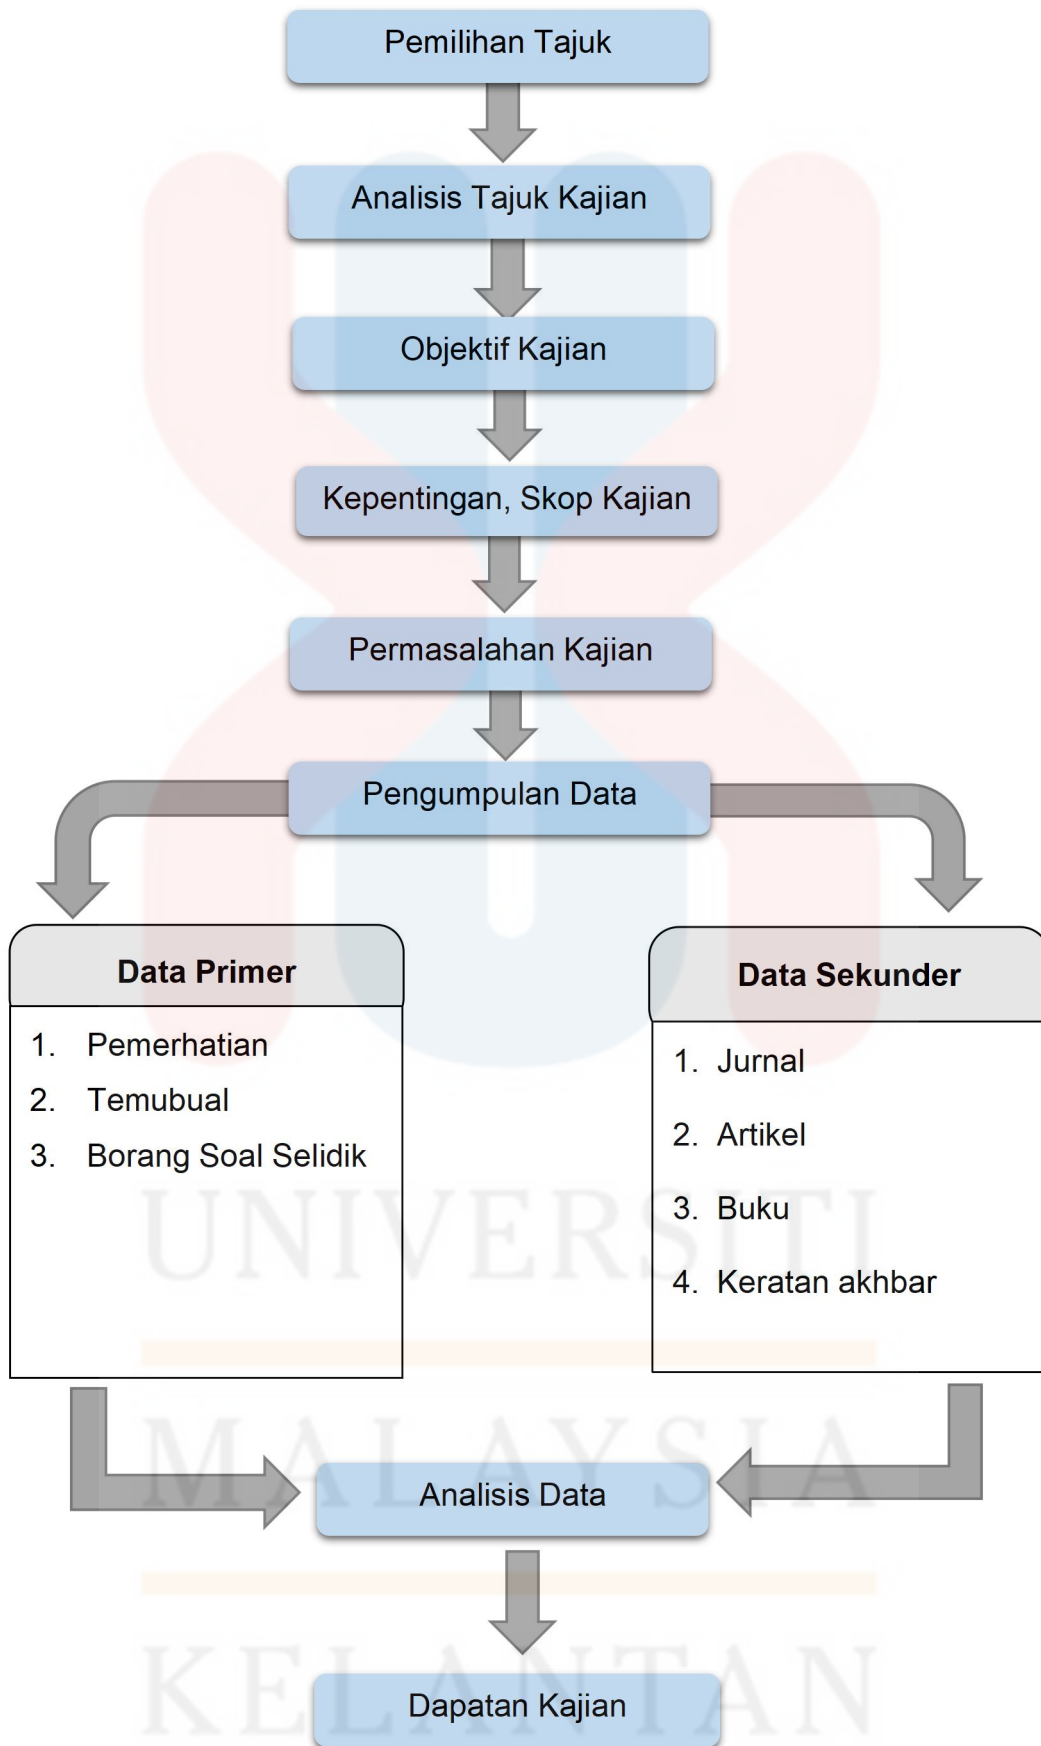 Pemilihan Tajuk
Analisis Tajuk Kajian
Objektif Kajian
Kepentingan, Skop Kajian
Permasalahan Kajian
Pengumpulan Data
Data Primer
1. Pemerhatian
2. Temubual
3. Borang Soal Selidik
Data Sekunder
1. Jurnal
2. Artikel
3. Buku
4. Keratan akhbar
UNIVERSITI
MALAYSIA
Analisis Data
KELANTAN
Dapatan Kajian